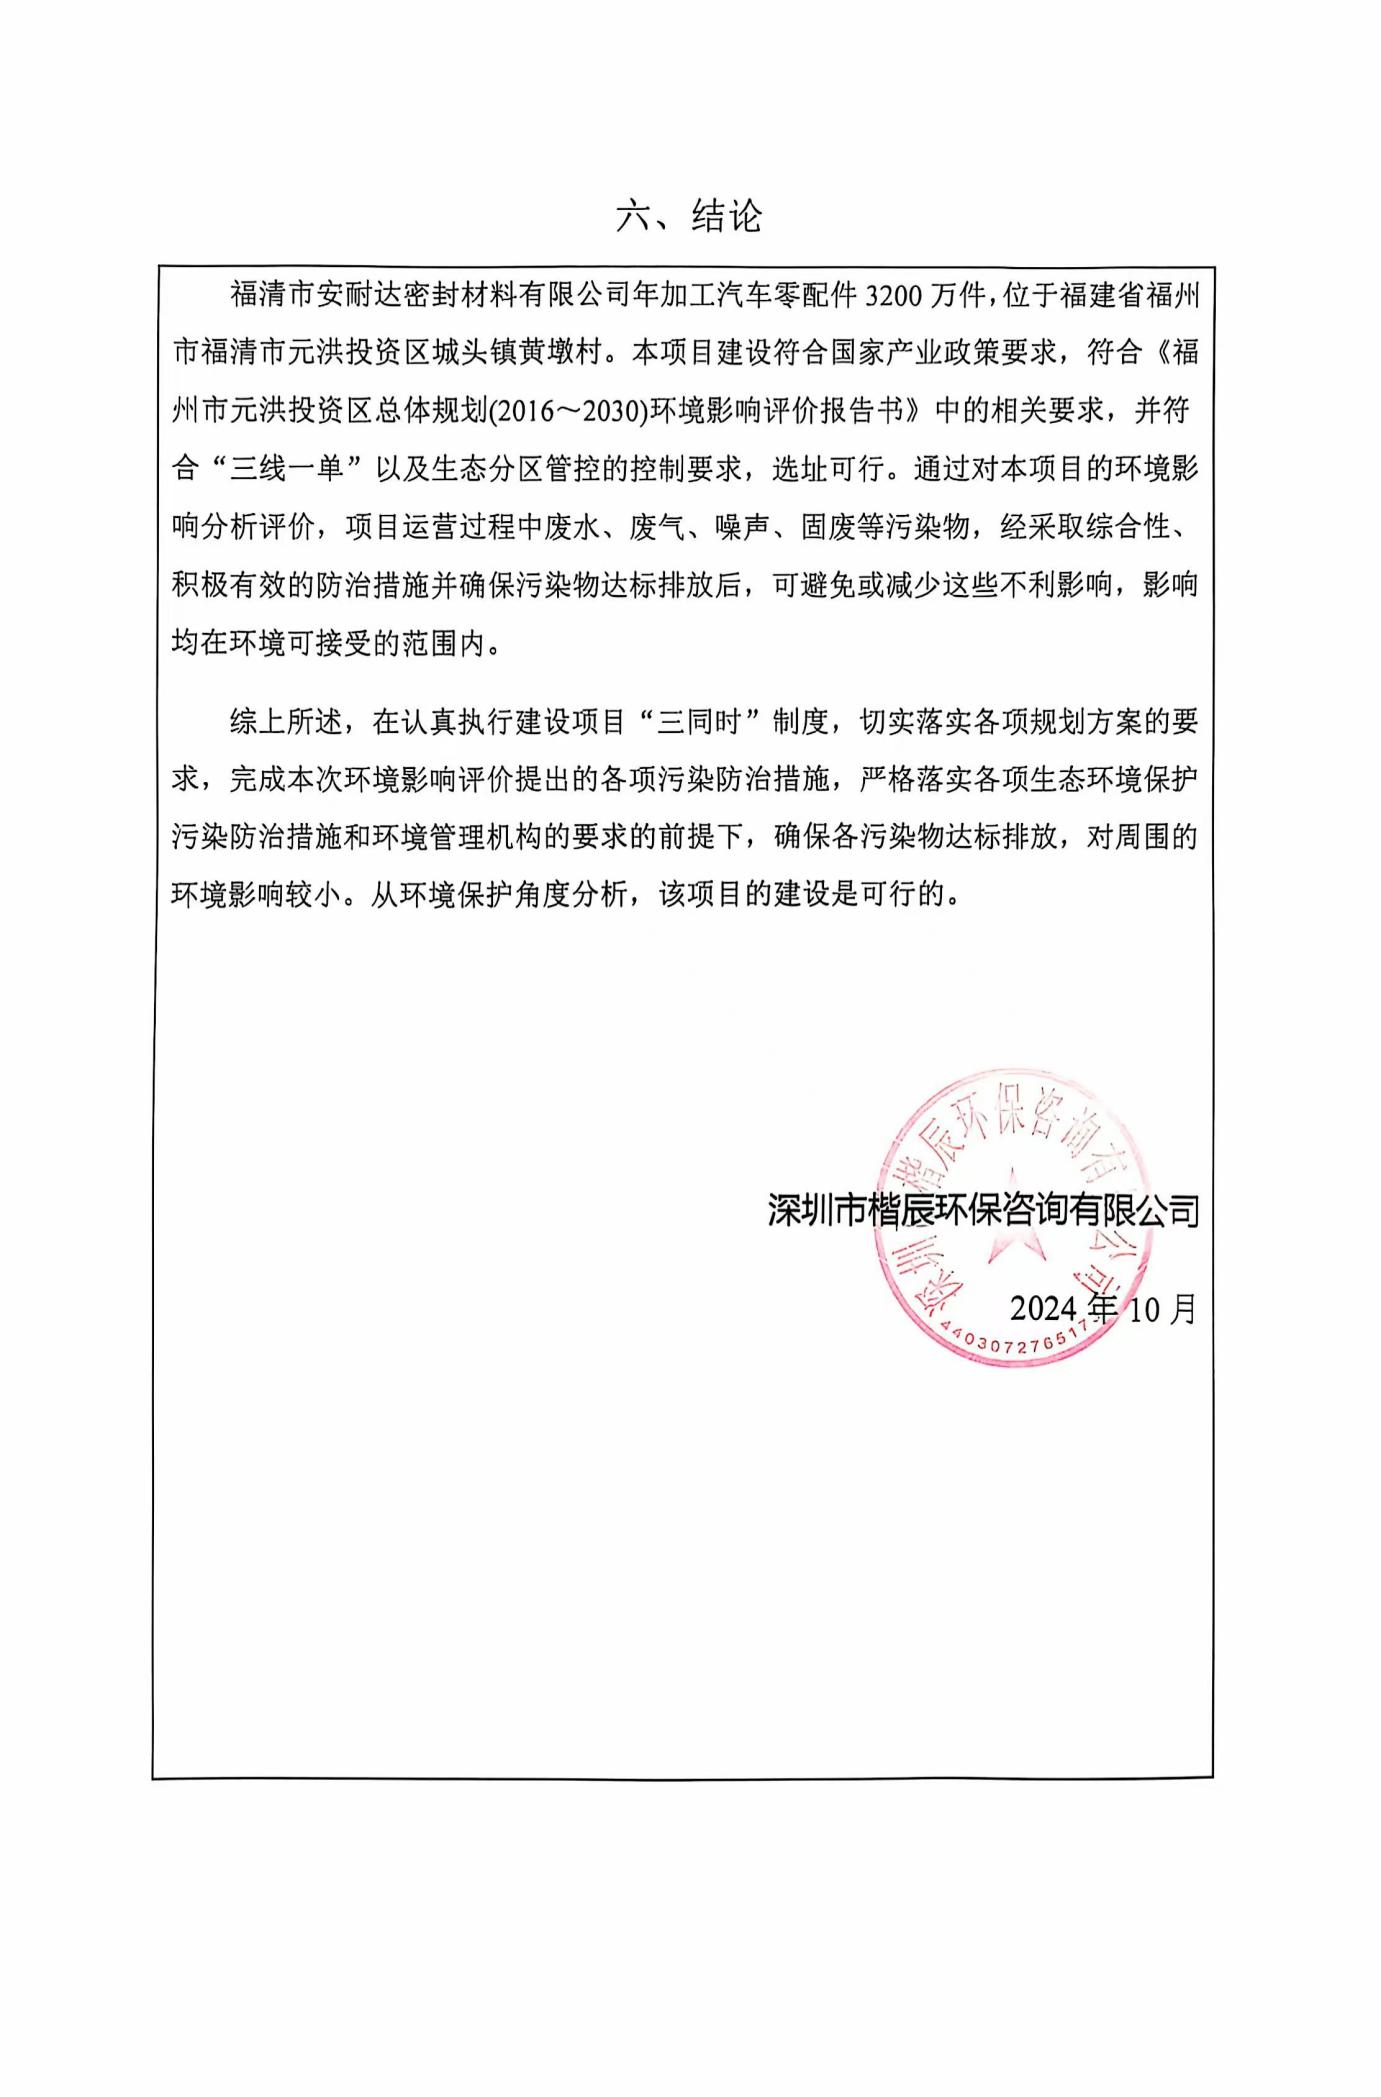 六、结论
福清市安耐达密封材料有限公司年加工汽车零配件 3200 万件，位于福建省福州
市福清市元洪投资区城头镇黄墩村。本项目建设符合国家产业政策要求，符合《福
州市元洪投资区总体规划(2016～2030)环境影响评价报告书》中的相关要求，并符
合“三线一单”以及生态分区管控的控制要求，选址可行。通过对本项目的环境影
响分析评价，项目运营过程中废水、废气、噪声、固废等污染物，经采取综合性、
积极有效的防治措施并确保污染物达标排放后，可避免或减少这些不利影响，影响
均在环境可接受的范围内。
综上所述，在认真执行建设项目“三同时”制度，切实落实各项规划方案的要
求，完成本次环境影响评价提出的各项污染防治措施，严格落实各项生态环境保护
污染防治措施和环境管理机构的要求的前提下，确保各污染物达标排放，对周围的
环境影响较小。从环境保护角度分析，该项目的建设是可行的。
深圳市楷辰环保咨询有限公司
2024 年 10 月
深圳 楷辰环保咨询有 公司
4403072765173